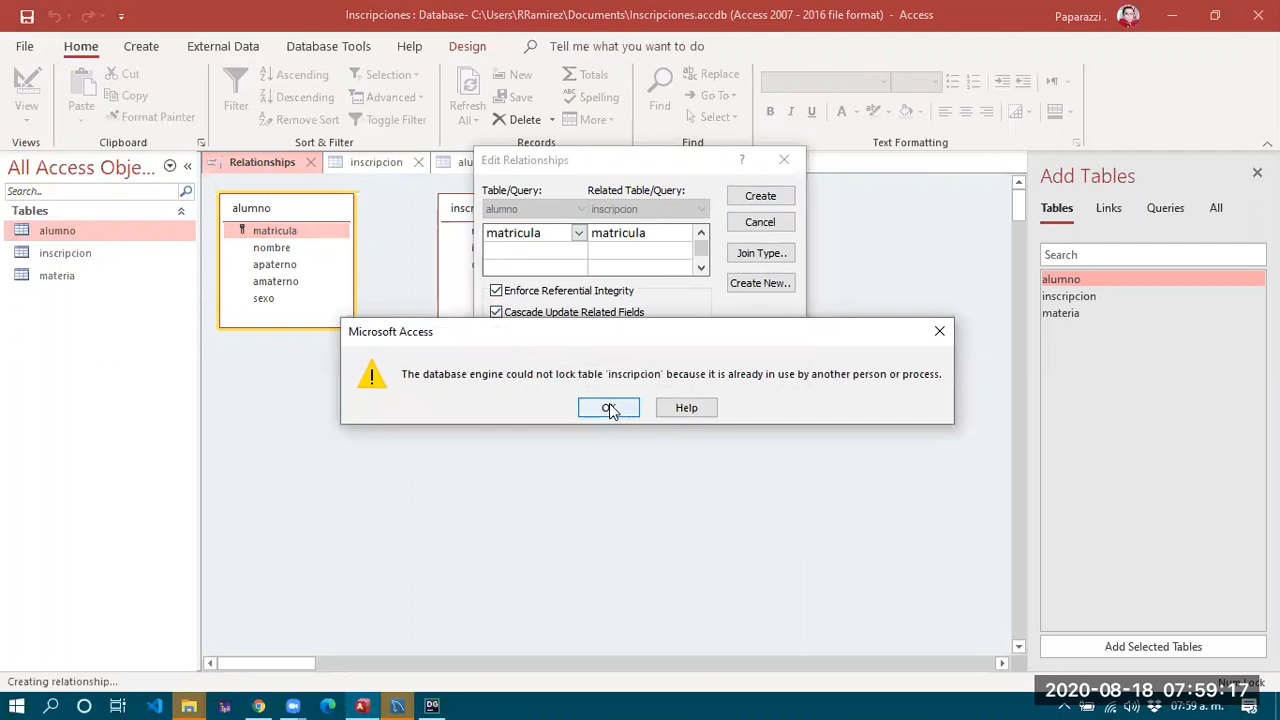 Inscripciones : Database- C:\Users\RRamirez\Documents\Inscripciones.accdb (Access 2007 - 2016 file format) - Access
Paparazzi .
File Home Create External Data Database Tools Help Design Tell me what you want to do
View
Views
Paste
Cut
Copy
Format Painter
Clipboard
Filter
Ascending
Descending
Remove Sort
Selection
Advanced
Toggle Filter
Sort & Filter
Refresh
All
New
Save
Delete
Totals
Spelling
More
Records
Find
Replace
Go To
Select
Find
B I U A
Text Formatting
All Access Obje...
Search...
Tables
alumno
inscripcion
materia
Relationships
inscripcion
alu
alumno
matricula
nombre
apaterno
amaterno
sexo
inscr
Edit Relationships
?
Table/Query:
Related Table/Query:
alumno
inscripcion
matricula
matricula
Enforce Referential Integrity
Cascade Update Related Fields
Create
Cancel
Join Type..
Create New..
Microsoft Access
The database engine could not lock table 'inscripcion' because it is already in use by another person or process.
Help
Add Tables
Tables Links Queries All
Search
alumno
inscripcion
materia
Add Selected Tables
Creating relationship...
Num Lock
2020-08-18 07:59:17
DG
07:59 a. m.